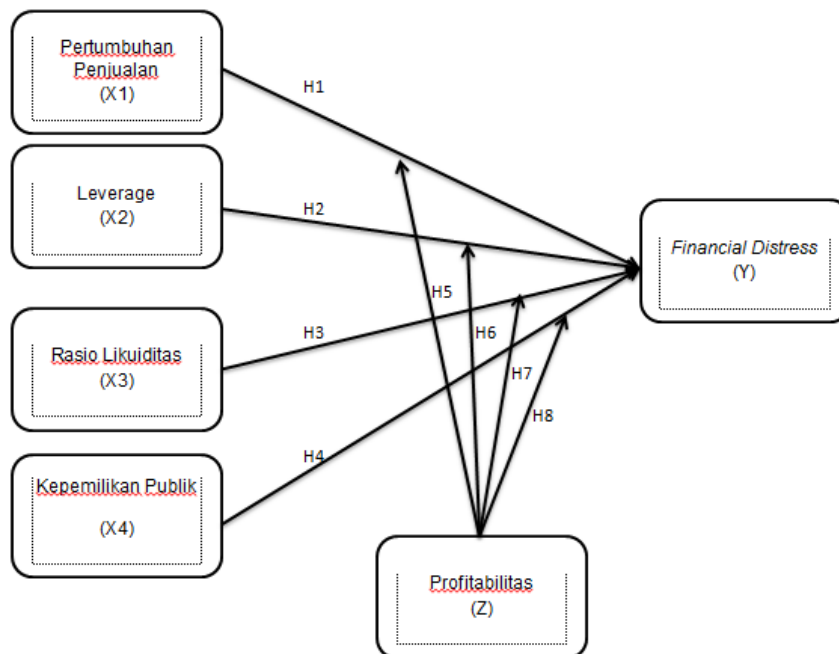 Pertumbuhan
Penjualan
(X1)
H1
Leverage
(X2)
H2
Financial Distress
(Y)
H5
H6
H3
Rasio Likuiditas
(X3)
H7
H8
H4
Kepemilikan Publik
(X4)
Profitabilitas
(Z)